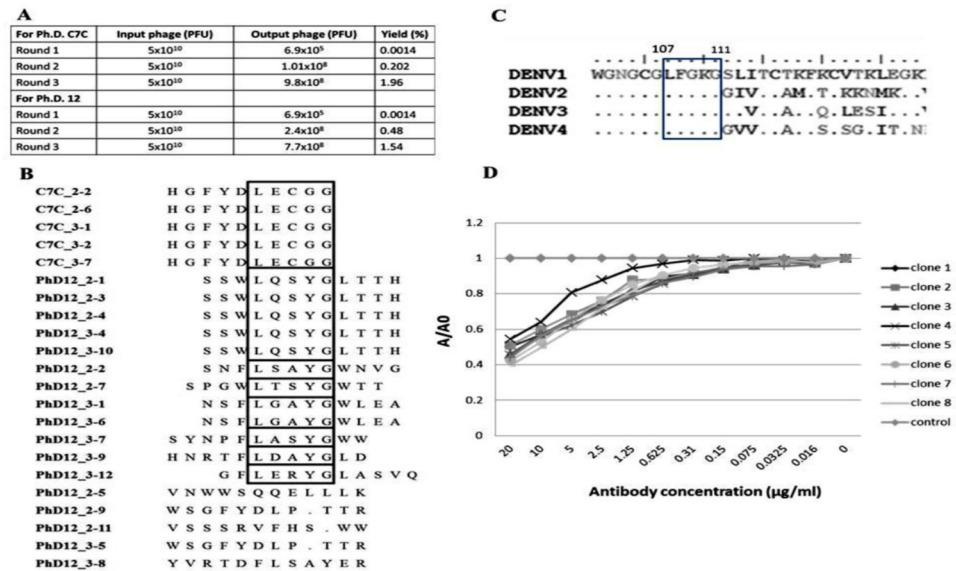 A
For Ph.D. C7C Input phage (PFU) Output phage (PFU) Yield (%)
Round 1 5x10¹⁰ 6.9x10⁵ 0.0014
Round 2 5x10¹⁰ 1.01x10⁸ 0.202
Round 3 5x10¹⁰ 9.8x10⁸ 1.96
For Ph.D. 12
Round 1 5x10¹⁰ 6.9x10⁵ 0.0014
Round 2 5x10¹⁰ 2.4x10⁸ 0.48
Round 3 5x10¹⁰ 7.7x10⁸ 1.54
B
C7C_2-2 H G F Y D L E C G G
C7C_2-6 H G F Y D L E C G G
C7C_3-1 H G F Y D L E C G G
C7C_3-2 H G F Y D L E C G G
C7C_3-7 H G F Y D L E C G G
PhD12_2-1 S S W L Q S Y G L T T H
PhD12_2-3 S S W L Q S Y G L T T H
PhD12_2-4 S S W L Q S Y G L T T H
PhD12_3-4 S S W L Q S Y G L T T H
PhD12_3-10 S S W L Q S Y G L T T H
PhD12_2-2 S N F L S A Y G W N V G
PhD12_2-7 S P G W L T S Y G W T T
PhD12_3-1 N S F L G A Y G W L E A
PhD12_3-6 N S F L G A Y G W L E A
PhD12_3-7 S Y N P F L A S Y G W W
PhD12_3-9 H N R T F L D A Y G L D
PhD12_3-12 G F L E R Y G L A S V Q
PhD12_2-5 V N W W S Q Q E L L L K
PhD12_2-9 W S G F Y D L P . T T R
PhD12_2-11 V S S S R V F H S . W W
PhD12_3-5 W S G F Y D L P . T T R
PhD12_3-8 Y V R T D F L S A Y E R
C
107 111
DENV1 WGNGCGLFGKGSLITCTKFKCVTKLEGK
DENV2 ...........GIV..AM.T.KKNMK..
DENV3 .............V..A..Q.LESI...
DENV4 ...........GVV..A..S.SG.IT.N
D
1.2
1
0.8
0.6
0.4
0.2
0
A/A0
20 10 5 2.5 1.25 0.625 0.31 0.15 0.075 0.0325 0.016 0
Antibody concentration (µg/ml)
clone 1
clone 2
clone 3
clone 4
clone 5
clone 6
clone 7
clone 8
control